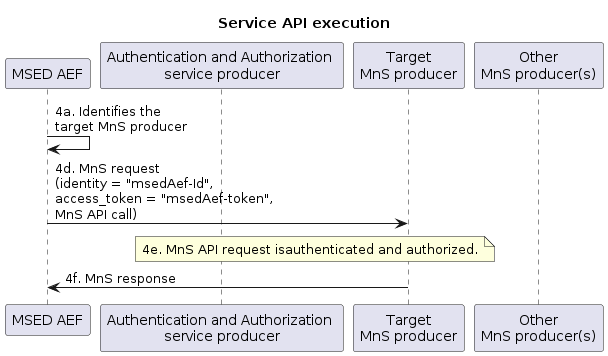 Service API execution
MSED AEF
Authentication and Authorization
service producer
Target
MnS producer
Other
MnS producer(s)
4a. Identifies the
target MnS producer
4d. MnS request
(identity = "msedAef-Id",
access_token = "msedAef-token",
MnS API call)
4e. MnS API request isauthenticated and authorized.
4f. MnS response
MSED AEF
Authentication and Authorization
service producer
Target
MnS producer
Other
MnS producer(s)